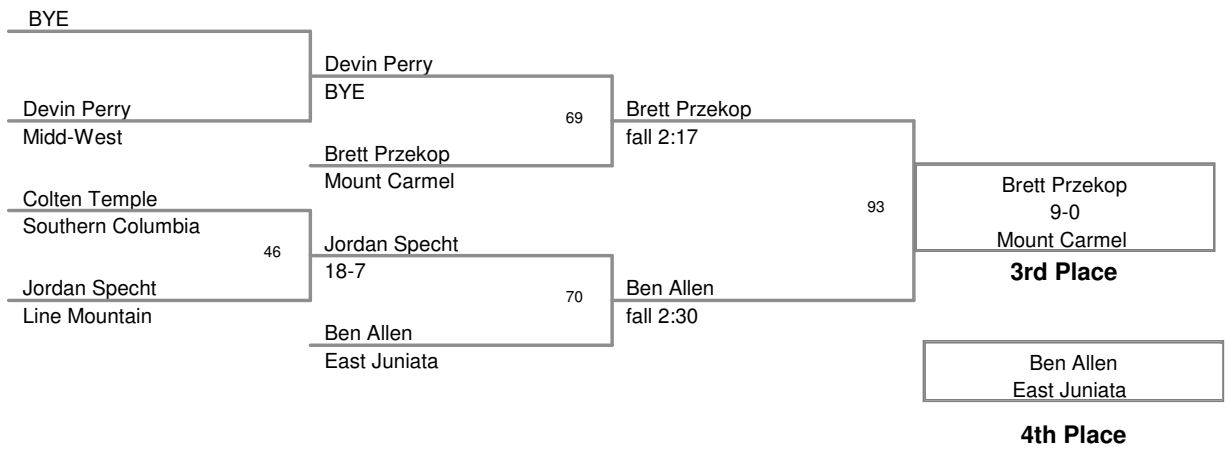 BYE
Devin Perry
BYE
Devin Perry
Midd-West
69
Brett Przekop
fall 2:17
Brett Przekop
Mount Carmel
Colten Temple
Southern Columbia
46
Jordan Specht
18-7
Jordan Specht
Line Mountain
70
Ben Allen
fall 2:30
Ben Allen
East Juniata
93
Brett Przekop
9-0
Mount Carmel
3rd Place
Ben Allen
East Juniata
4th Place